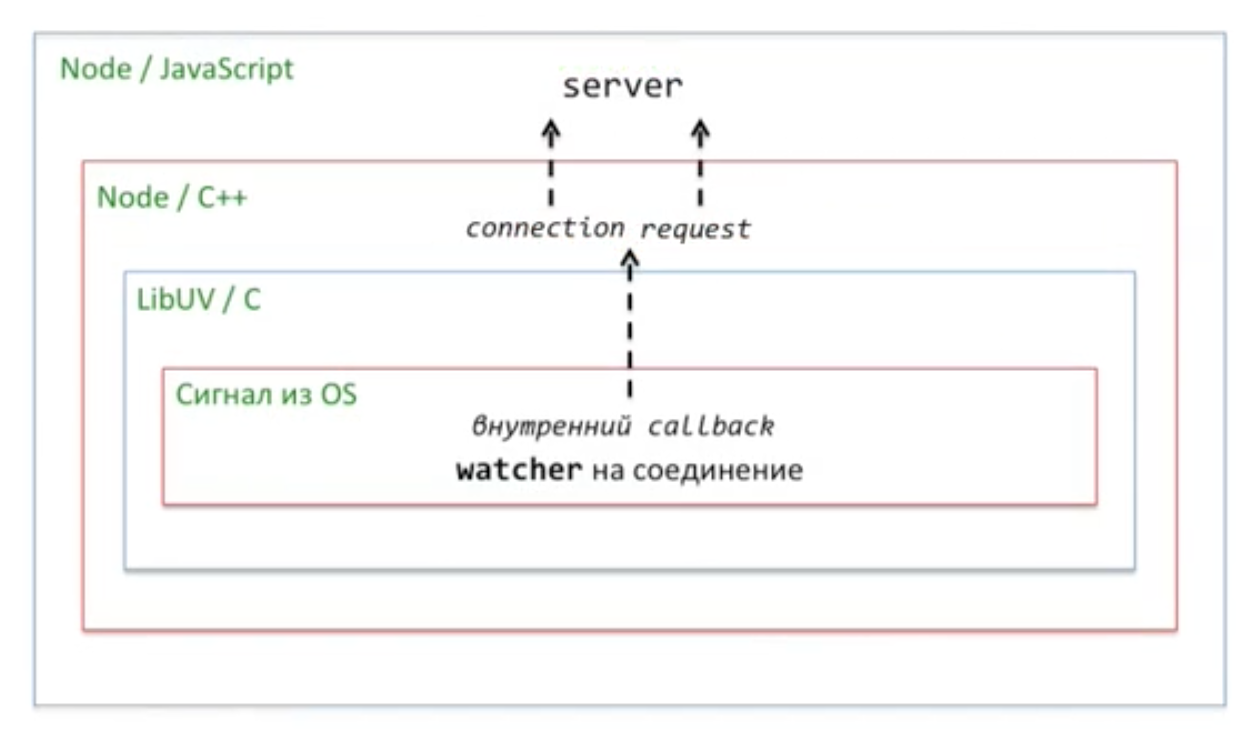 Node / JavaScript
server
Node / C++
connection request
LibUV / C
Сигнал из OS
внутренний callback
watcher на соединение